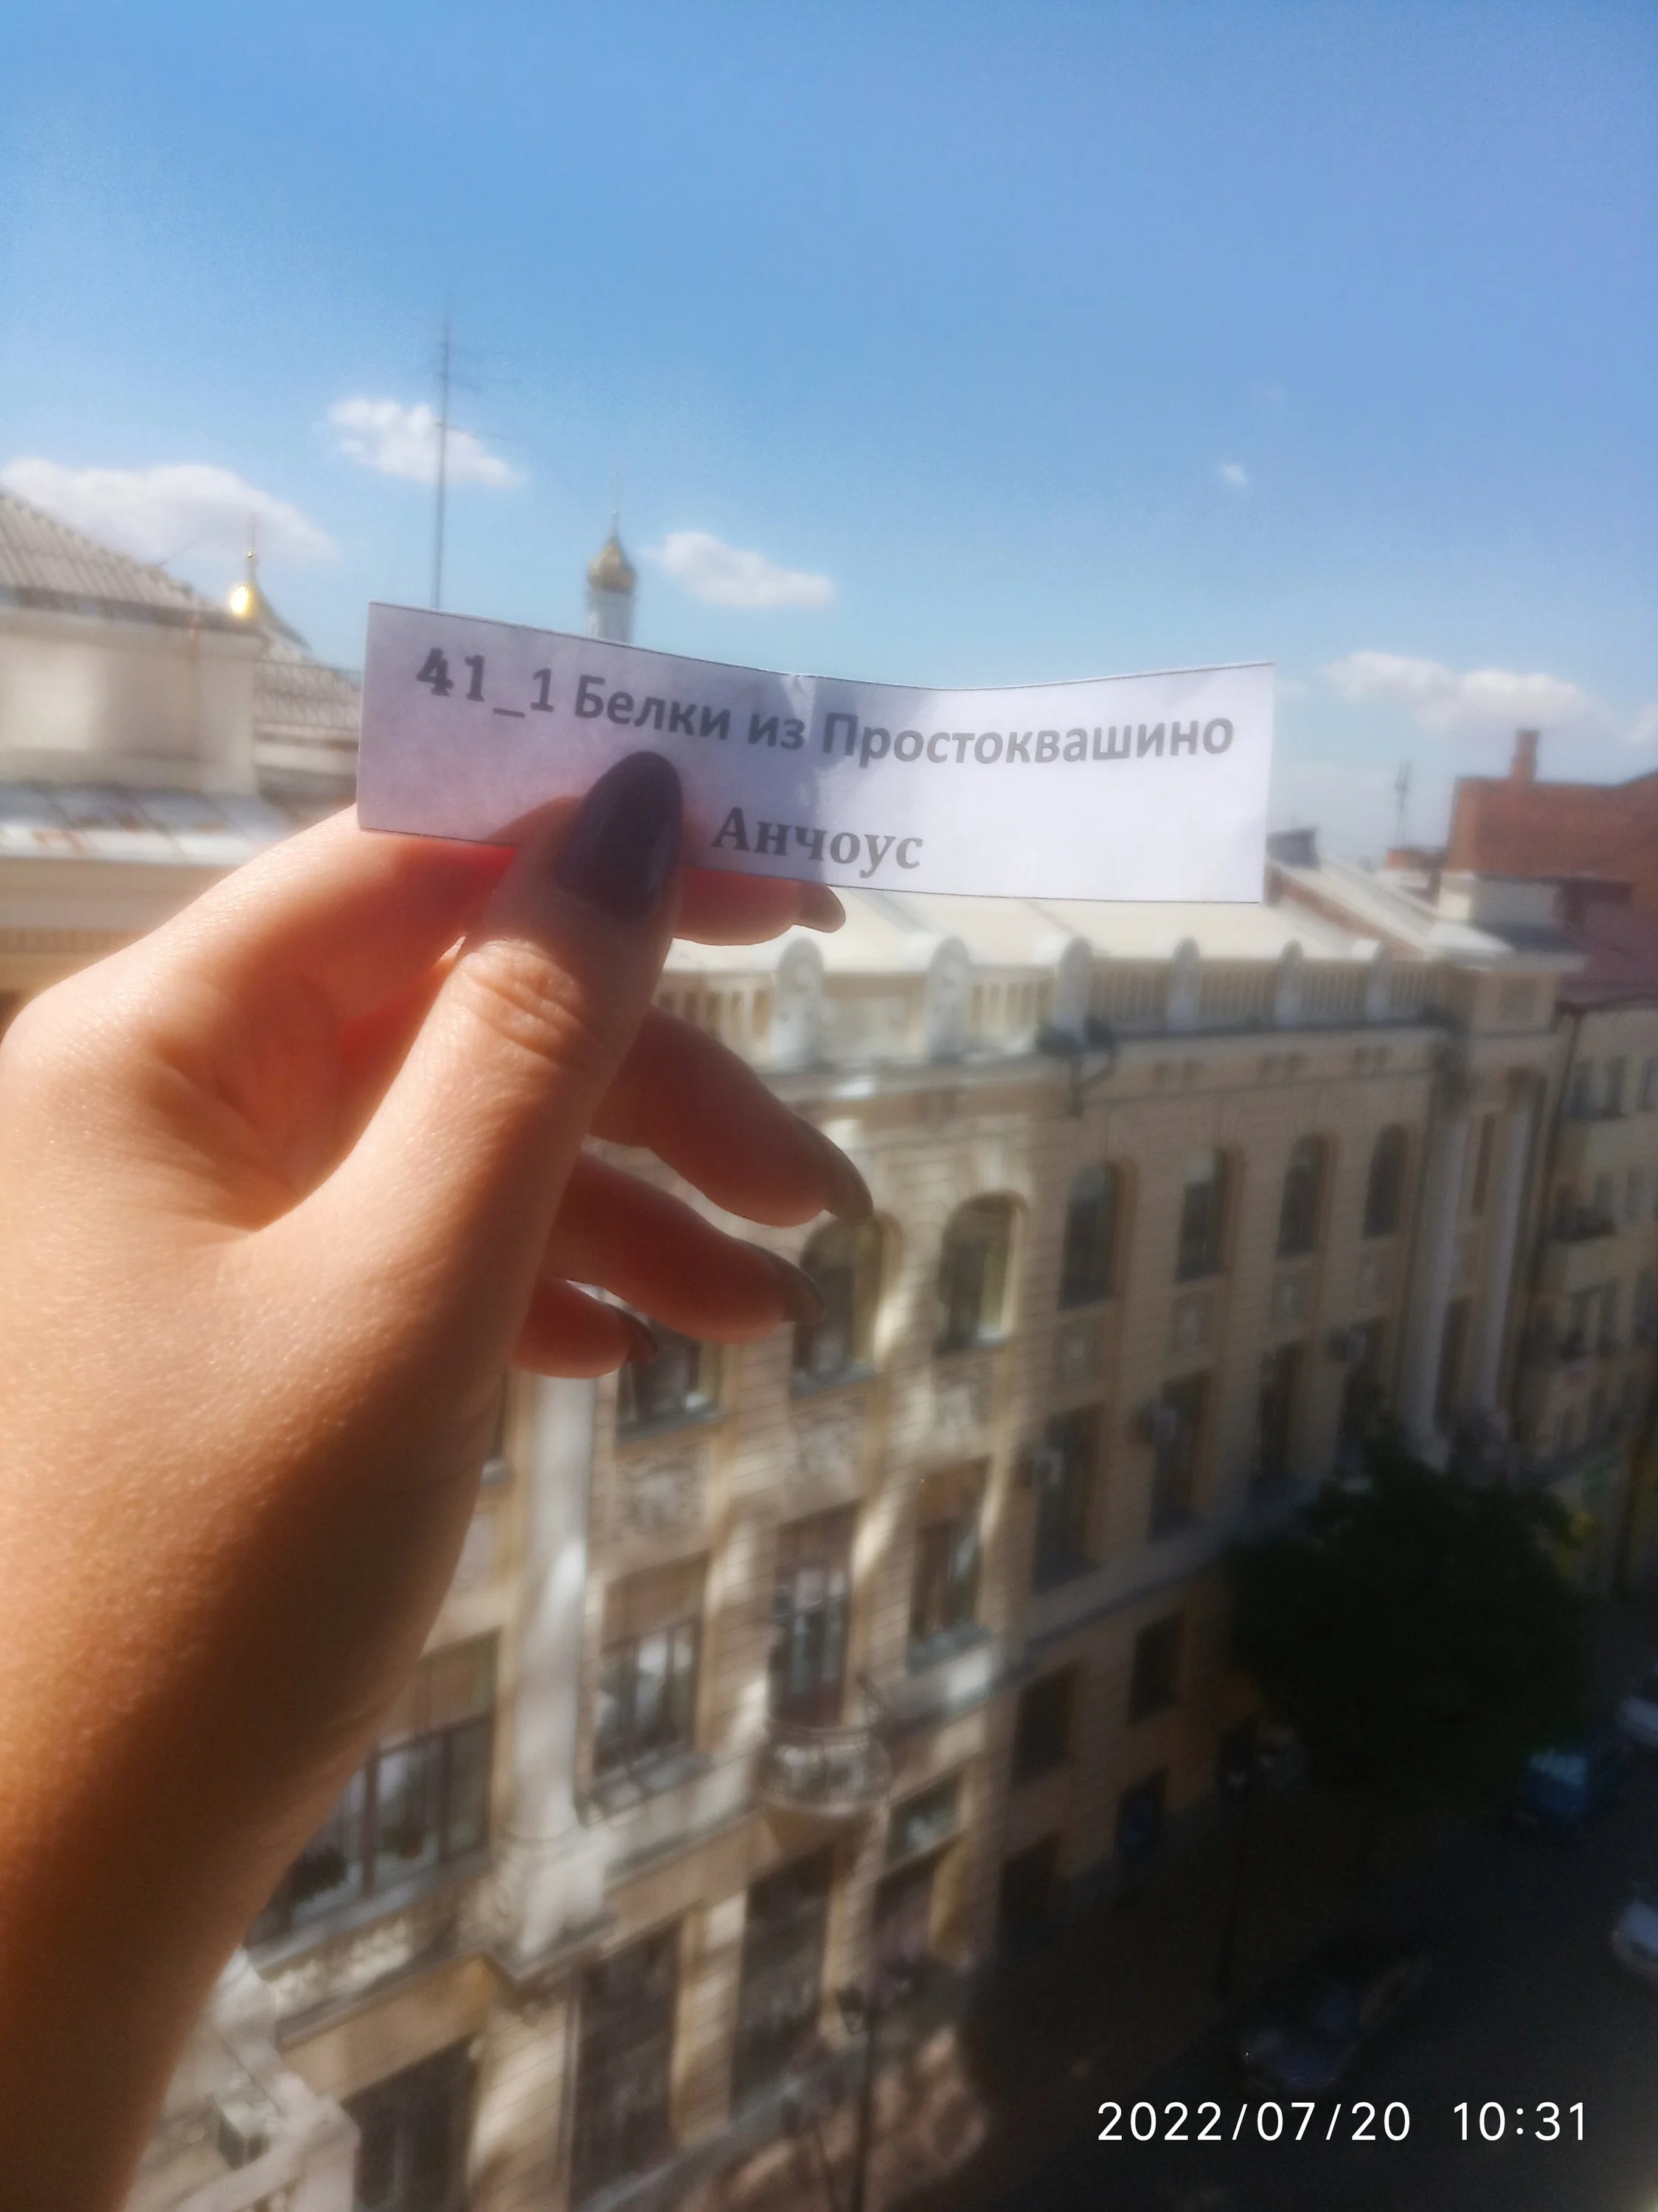 41_1 Белки из Простоквашино
Анчоус
2022/07/20 10:31